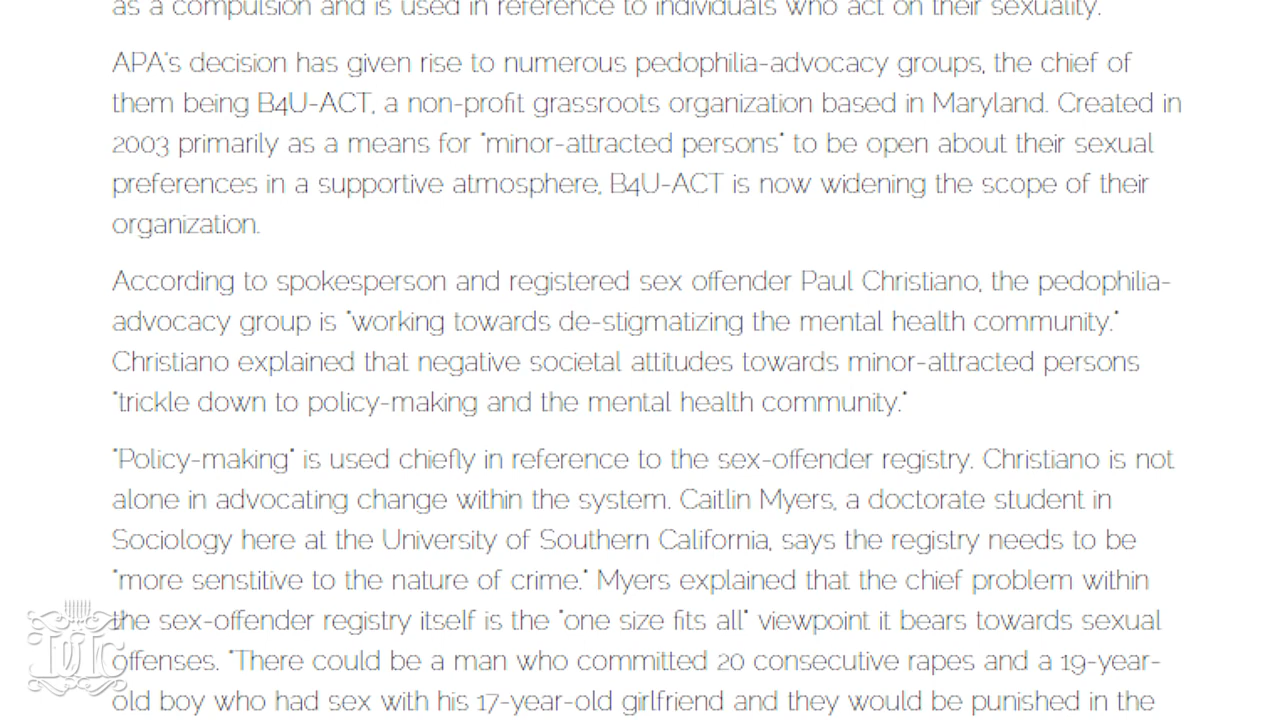 as a compulsion and is used in reference to individuals who act on their sexuality.
APA's decision has given rise to numerous pedophilia-advocacy groups, the chief of
them being B4U-ACT, a non-profit grassroots organization based in Maryland. Created in
2003 primarily as a means for "minor-attracted persons" to be open about their sexual
preferences in a supportive atmosphere, B4U-ACT is now widening the scope of their
organization.
According to spokesperson and registered sex offender Paul Christiano, the pedophilia-
advocacy group is "working towards de-stigmatizing the mental health community."
Christiano explained that negative societal attitudes towards minor-attracted persons
"trickle down to policy-making and the mental health community."
"Policy-making" is used chiefly in reference to the sex-offender registry. Christiano is not
alone in advocating change within the system. Caitlin Myers, a doctorate student in
Sociology here at the University of Southern California, says the registry needs to be
"more senstitive to the nature of crime." Myers explained that the chief problem within
the sex-offender registry itself is the "one size fits all" viewpoint it bears towards sexual
offenses. "There could be a man who committed 20 consecutive rapes and a 19-year-
old boy who had sex with his 17-year-old girlfriend and they would be punished in the